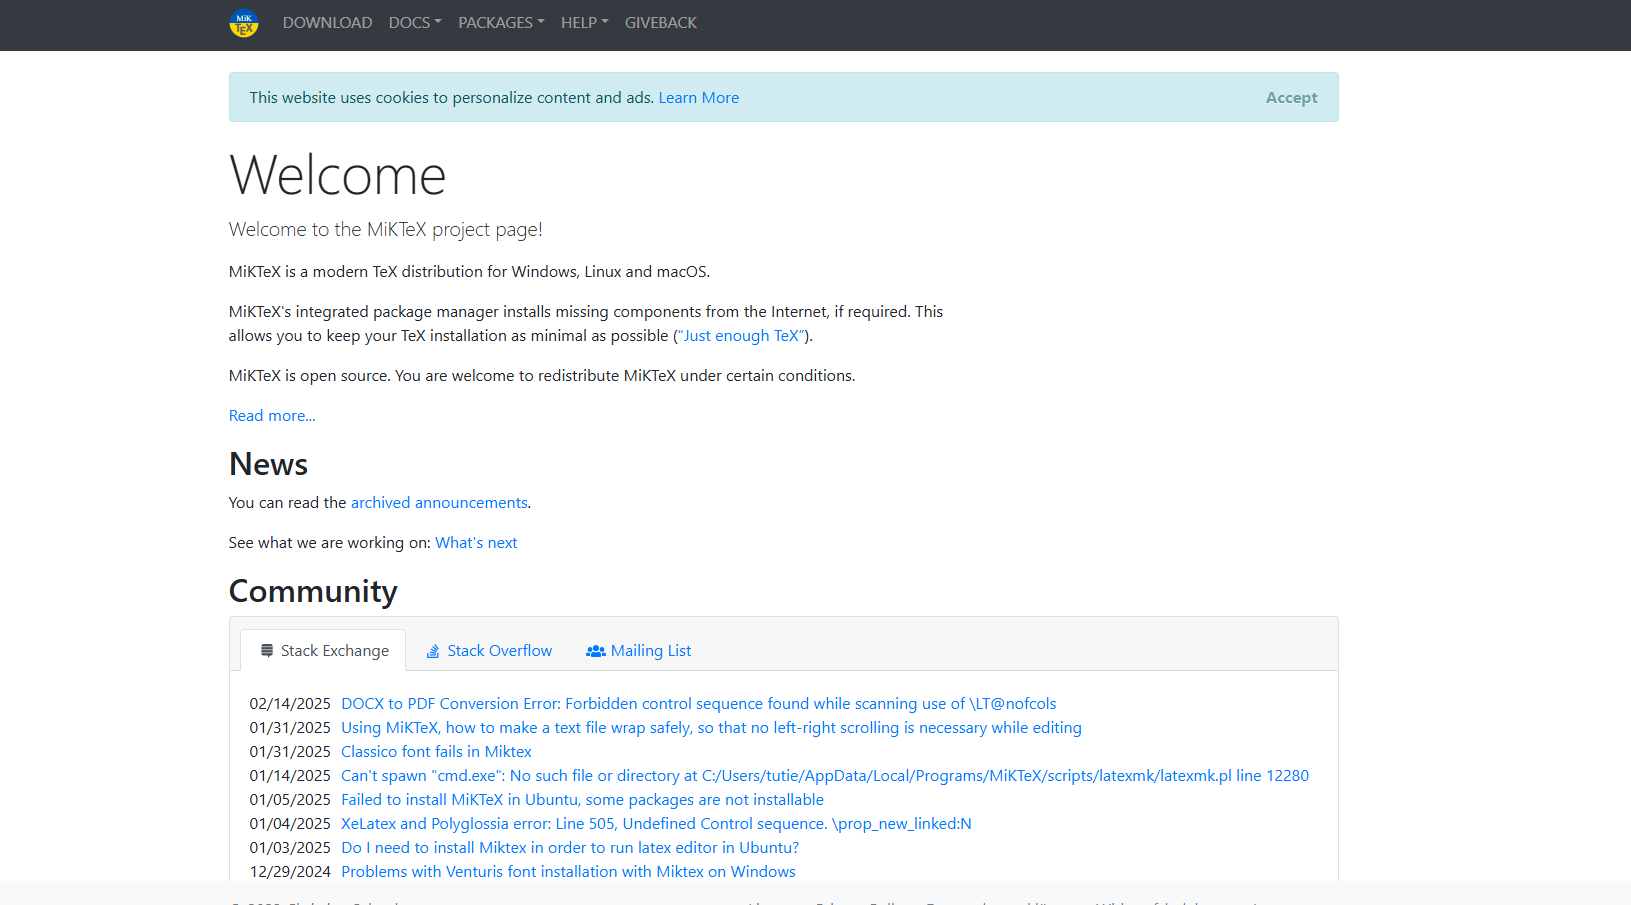 MiK
TEX
DOWNLOAD DOCS PACKAGES HELP GIVEBACK
This website uses cookies to personalize content and ads. Learn More Accept
Welcome
Welcome to the MiKTeX project page!
MiKTeX is a modern TeX distribution for Windows, Linux and macOS.
MiKTeX's integrated package manager installs missing components from the Internet, if required. This
allows you to keep your TeX installation as minimal as possible (“Just enough TeX”).
MiKTeX is open source. You are welcome to redistribute MiKTeX under certain conditions.
Read more...
News
You can read the archived announcements.
See what we are working on: What's next
Community
Stack Exchange Stack Overflow Mailing List
02/14/2025 DOCX to PDF Conversion Error: Forbidden control sequence found while scanning use of \LT@nofcols
01/31/2025 Using MiKTeX, how to make a text file wrap safely, so that no left-right scrolling is necessary while editing
01/31/2025 Classico font fails in Miktex
01/14/2025 Can't spawn "cmd.exe": No such file or directory at C:/Users/tutie/AppData/Local/Programs/MiKTeX/scripts/latexmk/latexmk.pl line 12280
01/05/2025 Failed to install MiKTeX in Ubuntu, some packages are not installable
01/04/2025 XeLatex and Polyglossia error: Line 505, Undefined Control sequence. \prop_new_linked:N
01/03/2025 Do I need to install Miktex in order to run latex editor in Ubuntu?
12/29/2024 Problems with Venturis font installation with Miktex on Windows